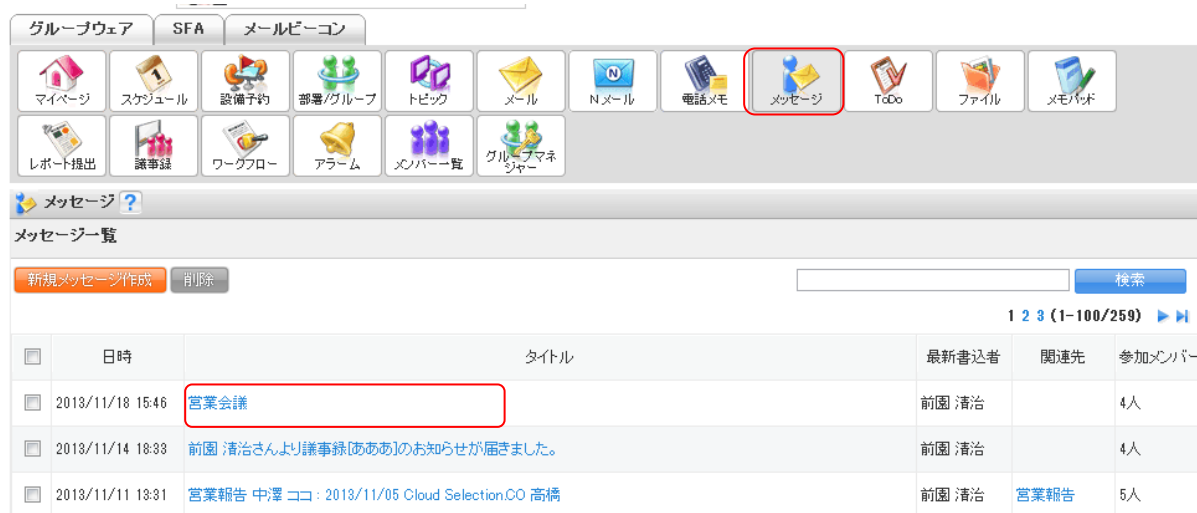 グループウェア SFA メールビーコン
マイページ スケジュール 設備予約 部署/グループ トピック メール Nメール 電話メモ メッセージ ToDo ファイル メモパッド
レポート提出 議事録 ワークフロー アラーム メンバー一覧 グループマネジャー
メッセージ ?
メッセージ一覧
新規メッセージ作成 削除 検索
1 2 3 (1-100/259)
日時 タイトル 最新書込者 関連先 参加メンバー
2013/11/18 15:46 営業会議 前園 清治 4人
2013/11/14 18:33 前園 清治さんより議事録[あああ]のお知らせが届きました。 前園 清治 4人
2013/11/11 13:31 営業報告 中澤 ココ : 2013/11/05 Cloud Selection.CO 高橋 前園 清治 営業報告 5人